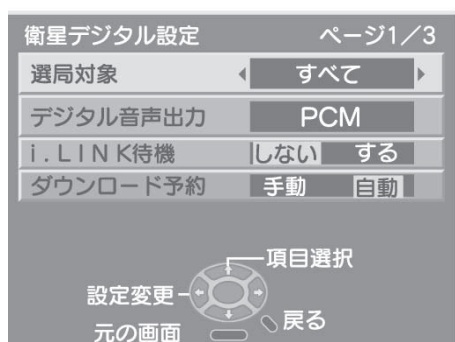 衛星デジタル設定 ページ1／3
選局対象 すべて
デジタル音声出力 PCM
i.LINK待機 しない する
ダウンロード予約 手動 自動
項目選択
設定変更
元の画面 戻る